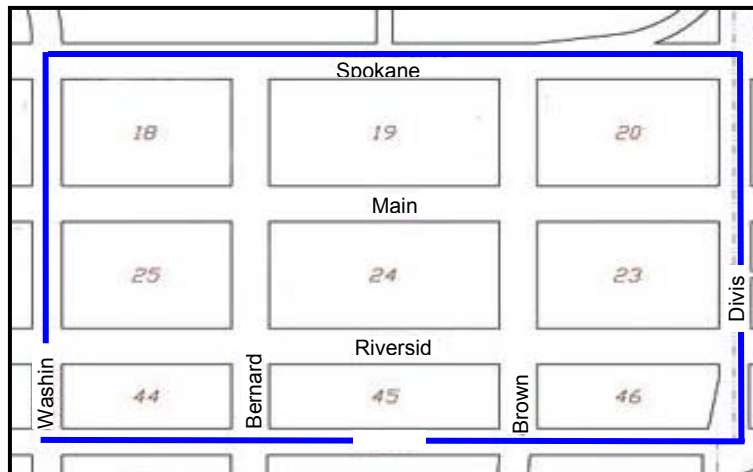 Spokane
18 19 20
Main
25 24 23
Divis
Riversid
Washin
Bernard
Brown
44 45 46